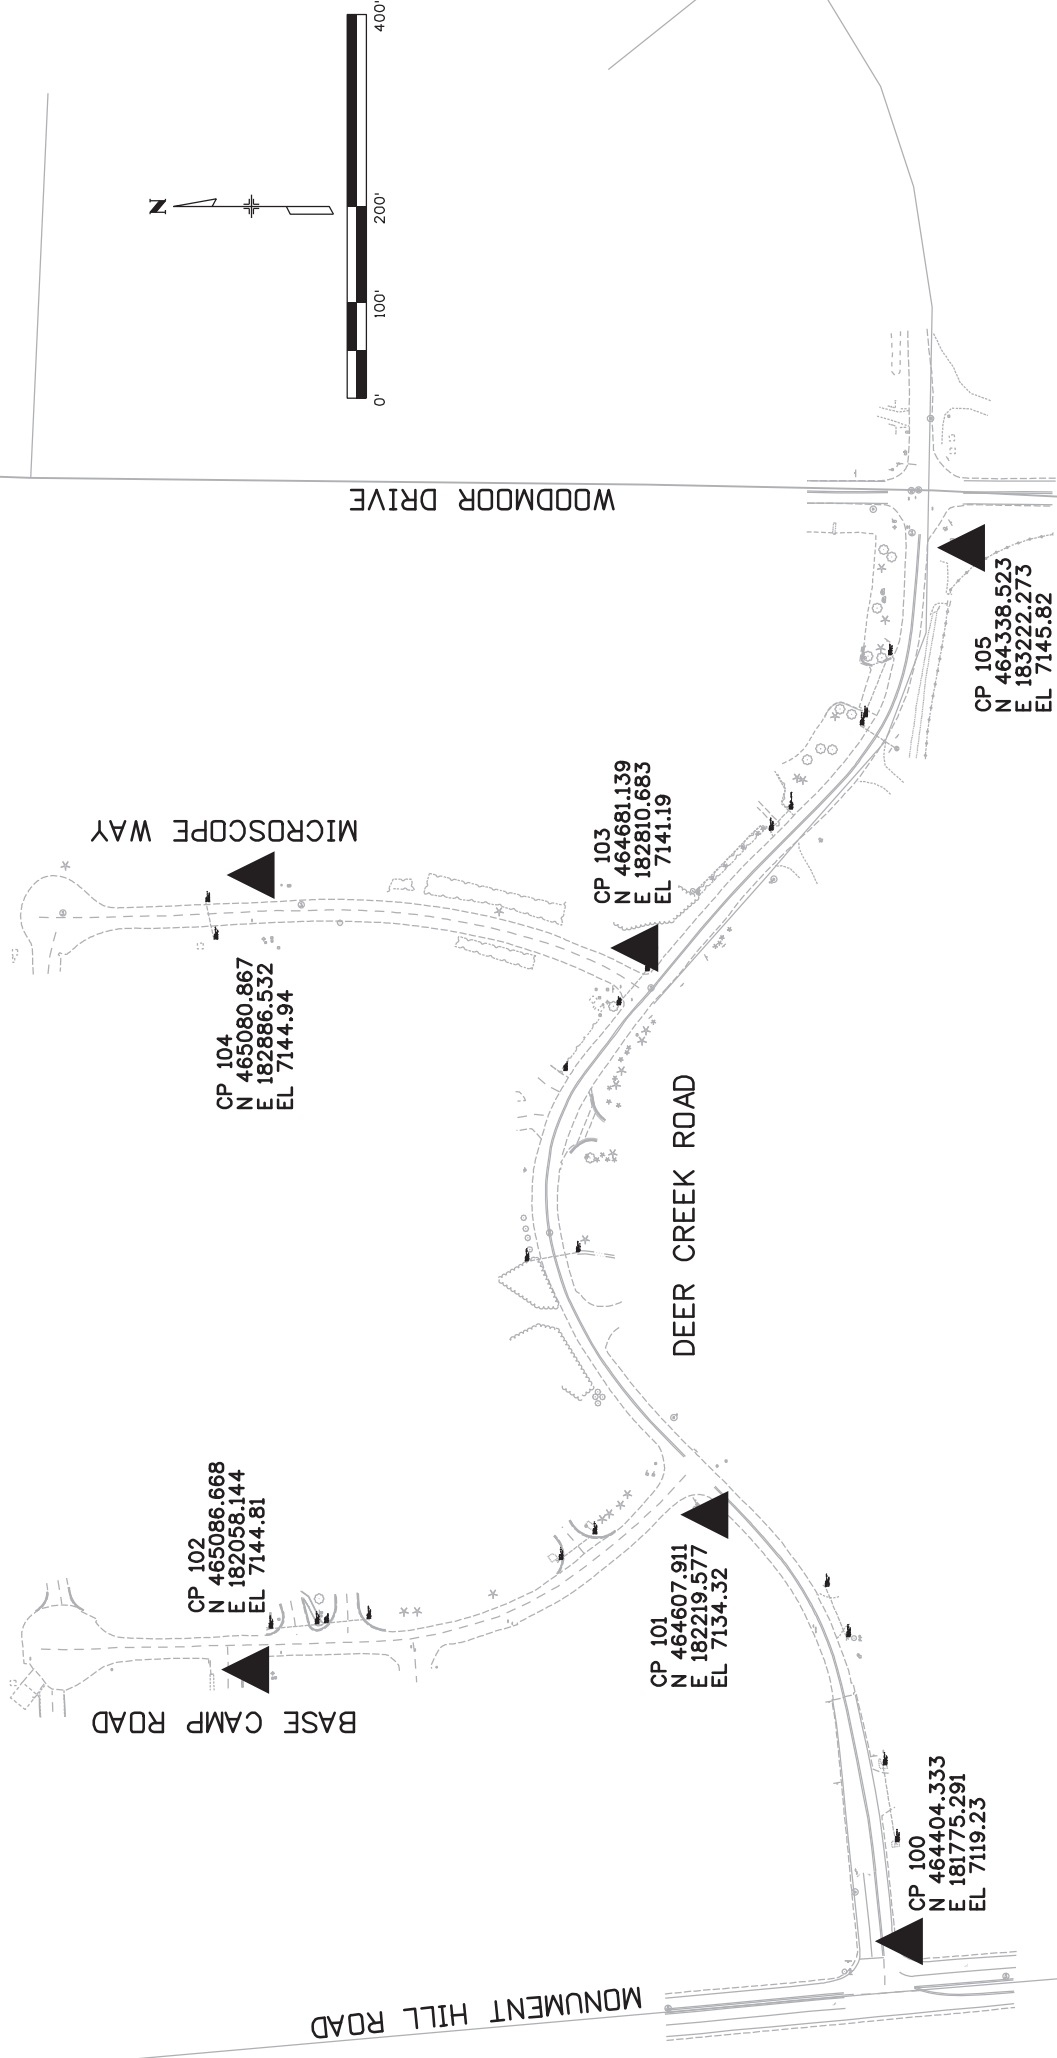 N
0'
100'
200'
400'
WOODMOOR DRIVE
MICROSCOPE WAY
CP 104
N 465080.867
E 182886.532
EL 7144.94
CP 103
N 464681.139
E 182810.683
EL 7141.19
CP 105
N 464338.523
E 183222.273
EL 7145.82
DEER CREEK ROAD
CP 102
N 465086.668
E 182058.144
EL 7144.81
BASE CAMP ROAD
CP 101
N 464607.911
E 182219.577
EL 7134.32
CP 100
N 464404.333
E 181775.291
EL 7119.23
MONUMENT HILL ROAD